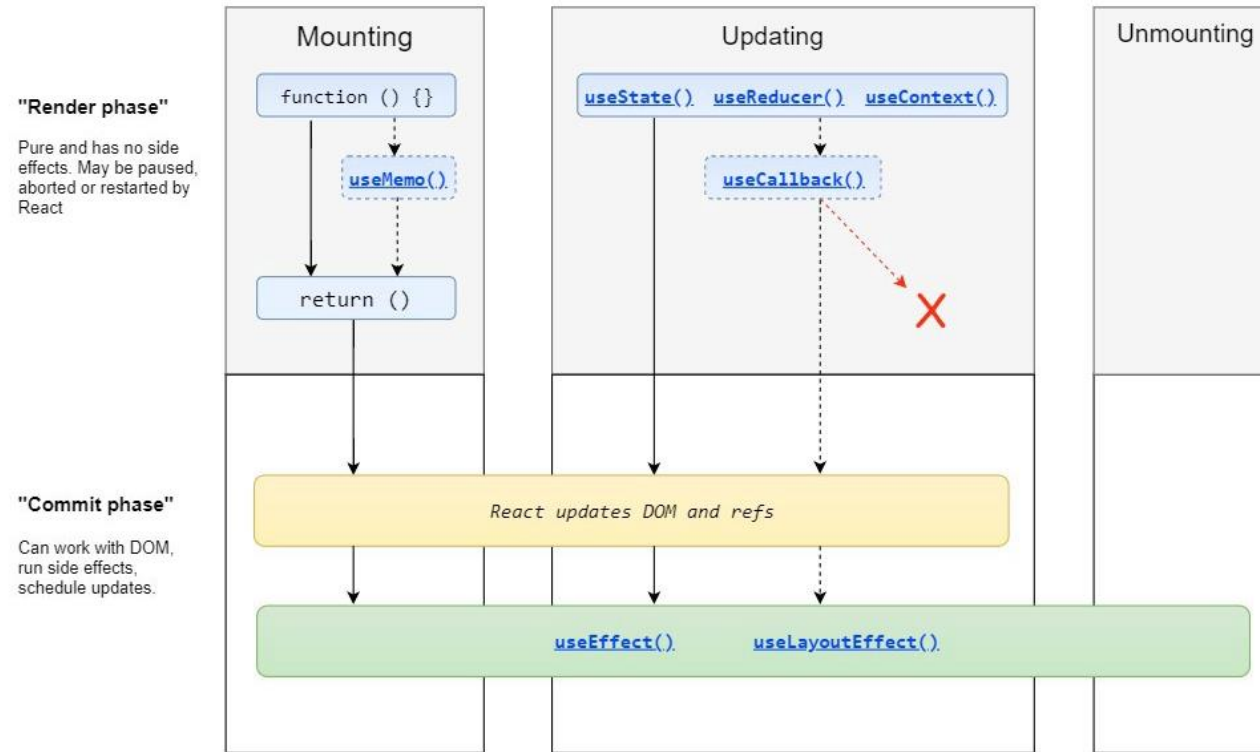 Mounting
Updating
Unmounting
"Render phase"
Pure and has no side
effects. May be paused,
aborted or restarted by
React
function () {}
useMemo()
return ()
useState() useReducer() useContext()
useCallback()
"Commit phase"
Can work with DOM,
run side effects,
schedule updates.
React updates DOM and refs
useEffect() useLayoutEffect()